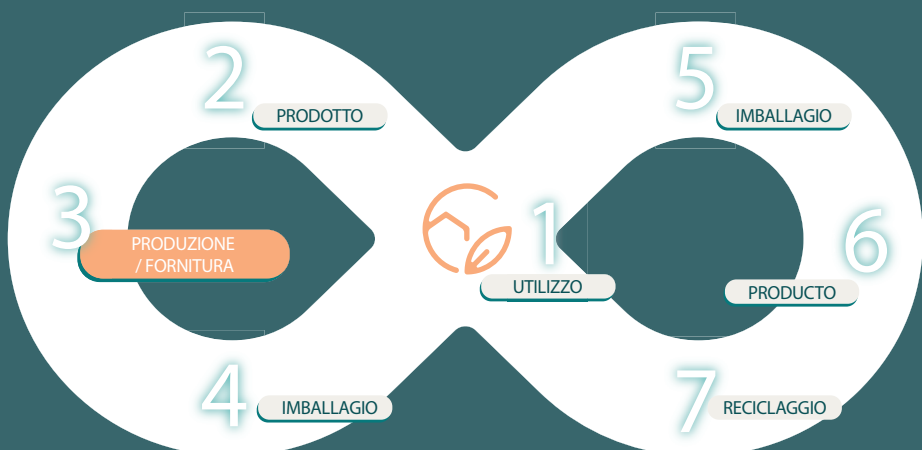 1
UTILIZZO
2
PRODOTTO
3
PRODUZIONE
/ FORNITURA
4
IMBALLAGIO
5
IMBALLAGIO
6
PRODUCTO
7
RECICLAGGIO